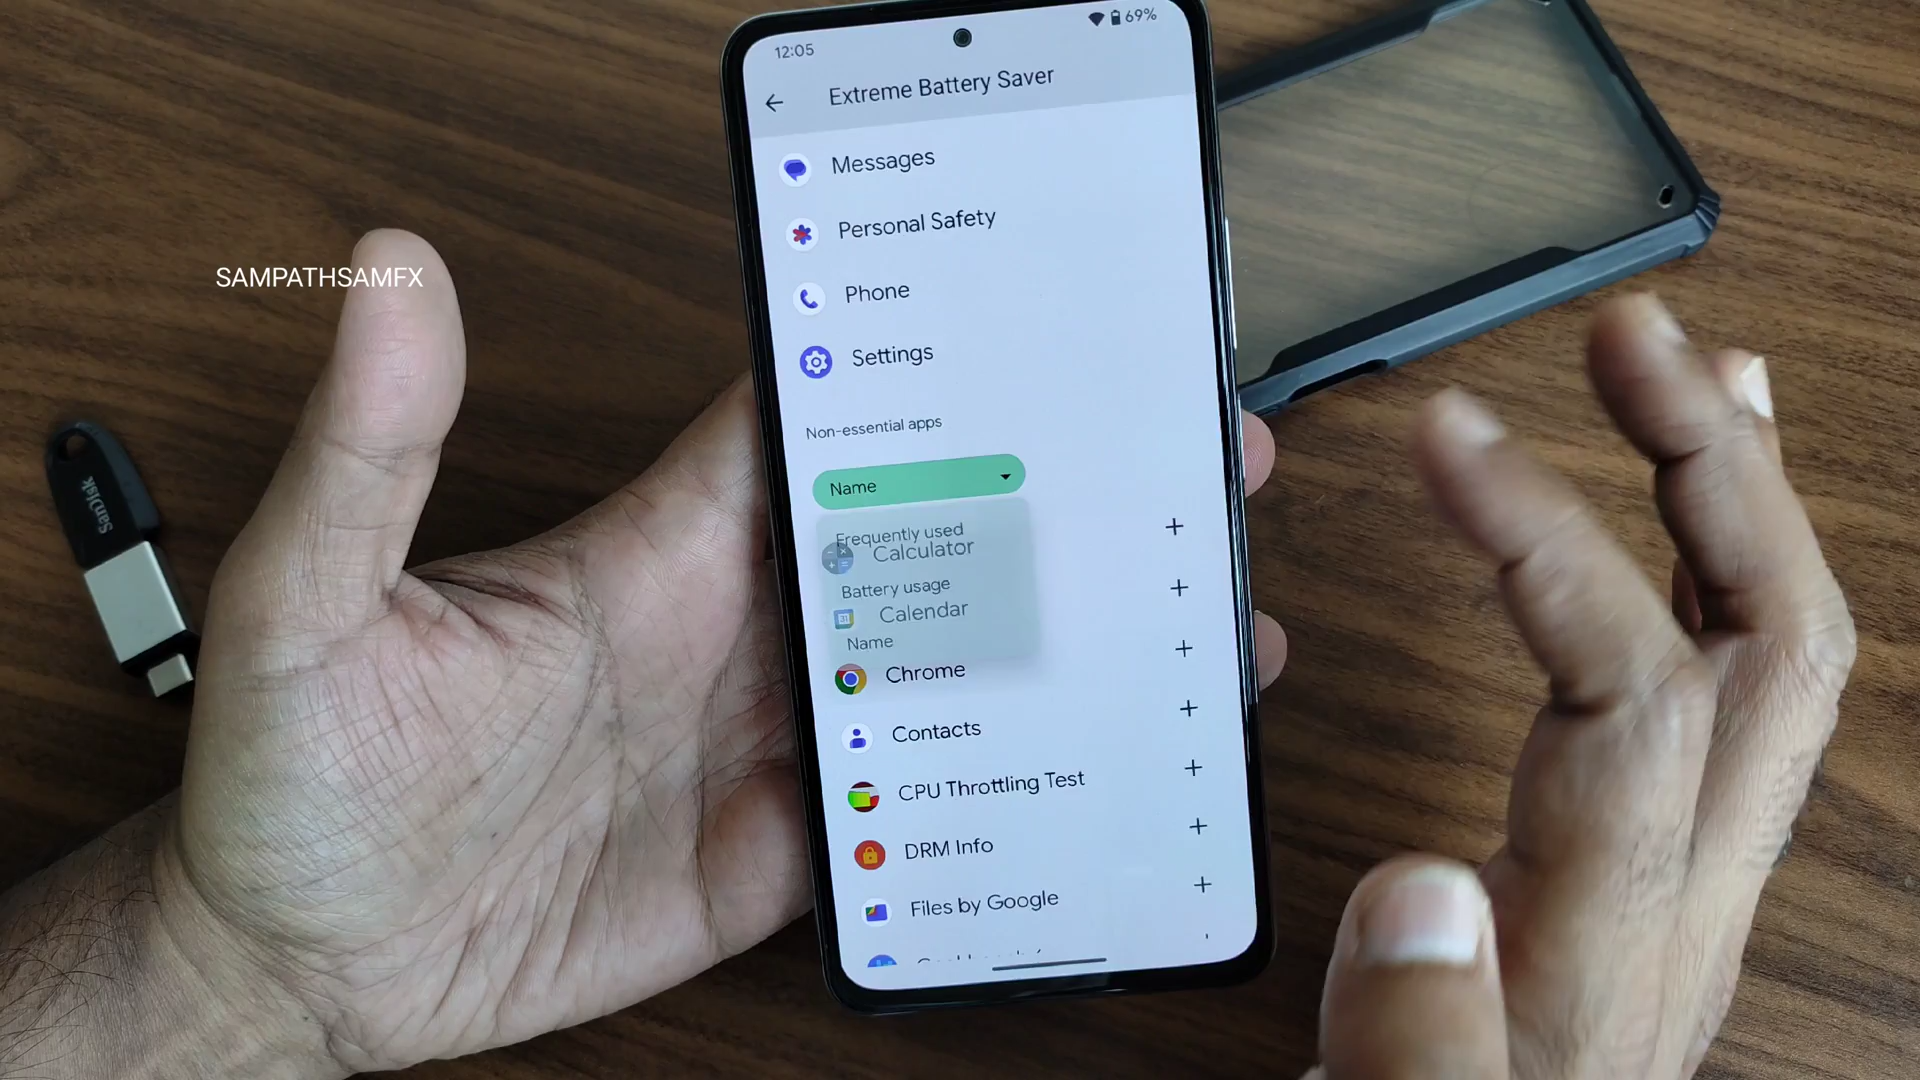 12:05
69%
Extreme Battery Saver
Messages
Personal Safety
Phone
Settings
Non-essential apps
Name
Frequently used
Calculator
Battery usage
Calendar
Name
Chrome
Contacts
CPU Throttling Test
DRM Info
Files by Google
SAMPATHSAMFX
SanDisk